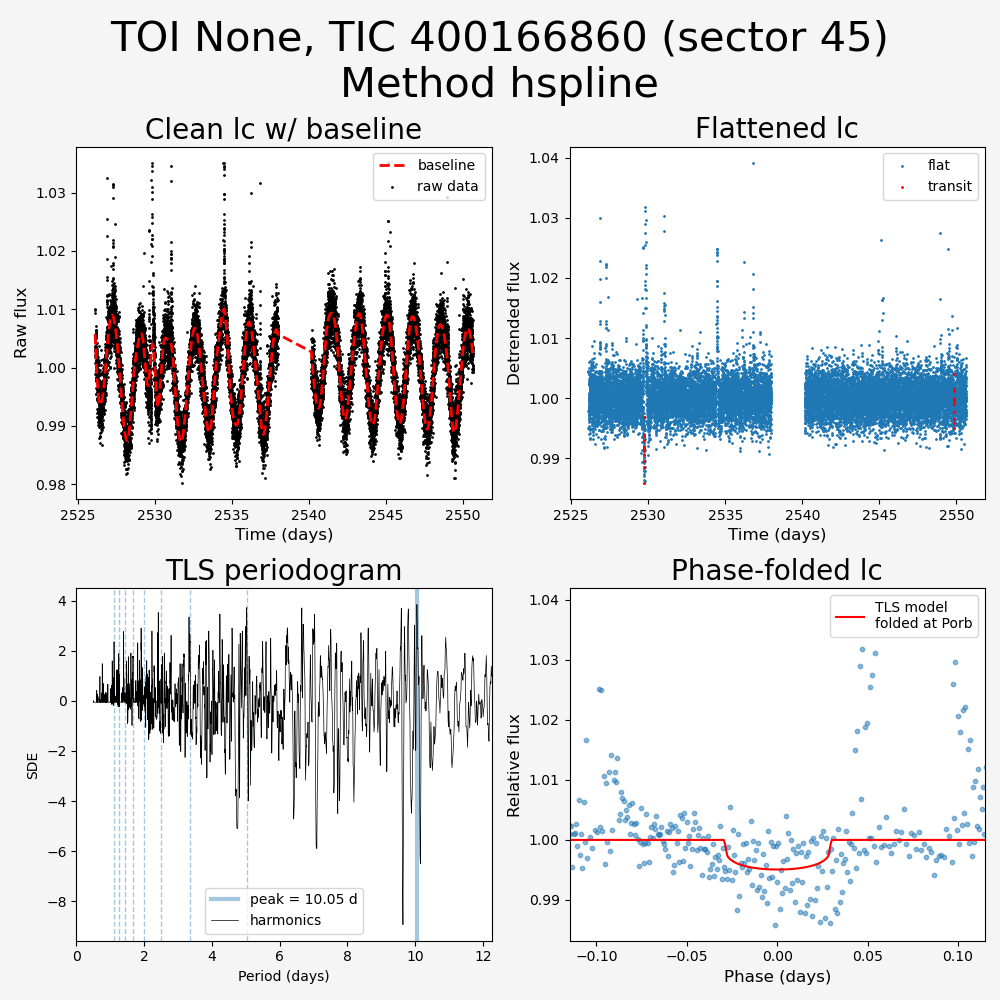 TOI None, TIC 400166860 (sector 45)
Method hspline
Clean lc w/ baseline
Raw flux
1.03
1.02
1.01
1.00
0.99
0.98
baseline
raw data
2525
2530
2535
2540
2545
2550
Time (days)
Flattened lc
Detrended flux
1.04
1.03
1.02
1.01
1.00
0.99
flat
transit
2525
2530
2535
2540
2545
2550
Time (days)
TLS periodogram
SDE
4
2
0
−2
−4
−6
−8
peak = 10.05 d
harmonics
0
2
4
6
8
10
12
Period (days)
Phase-folded lc
Relative flux
1.04
1.03
1.02
1.01
1.00
0.99
TLS model
folded at Porb
−0.10
−0.05
0.00
0.05
0.10
Phase (days)